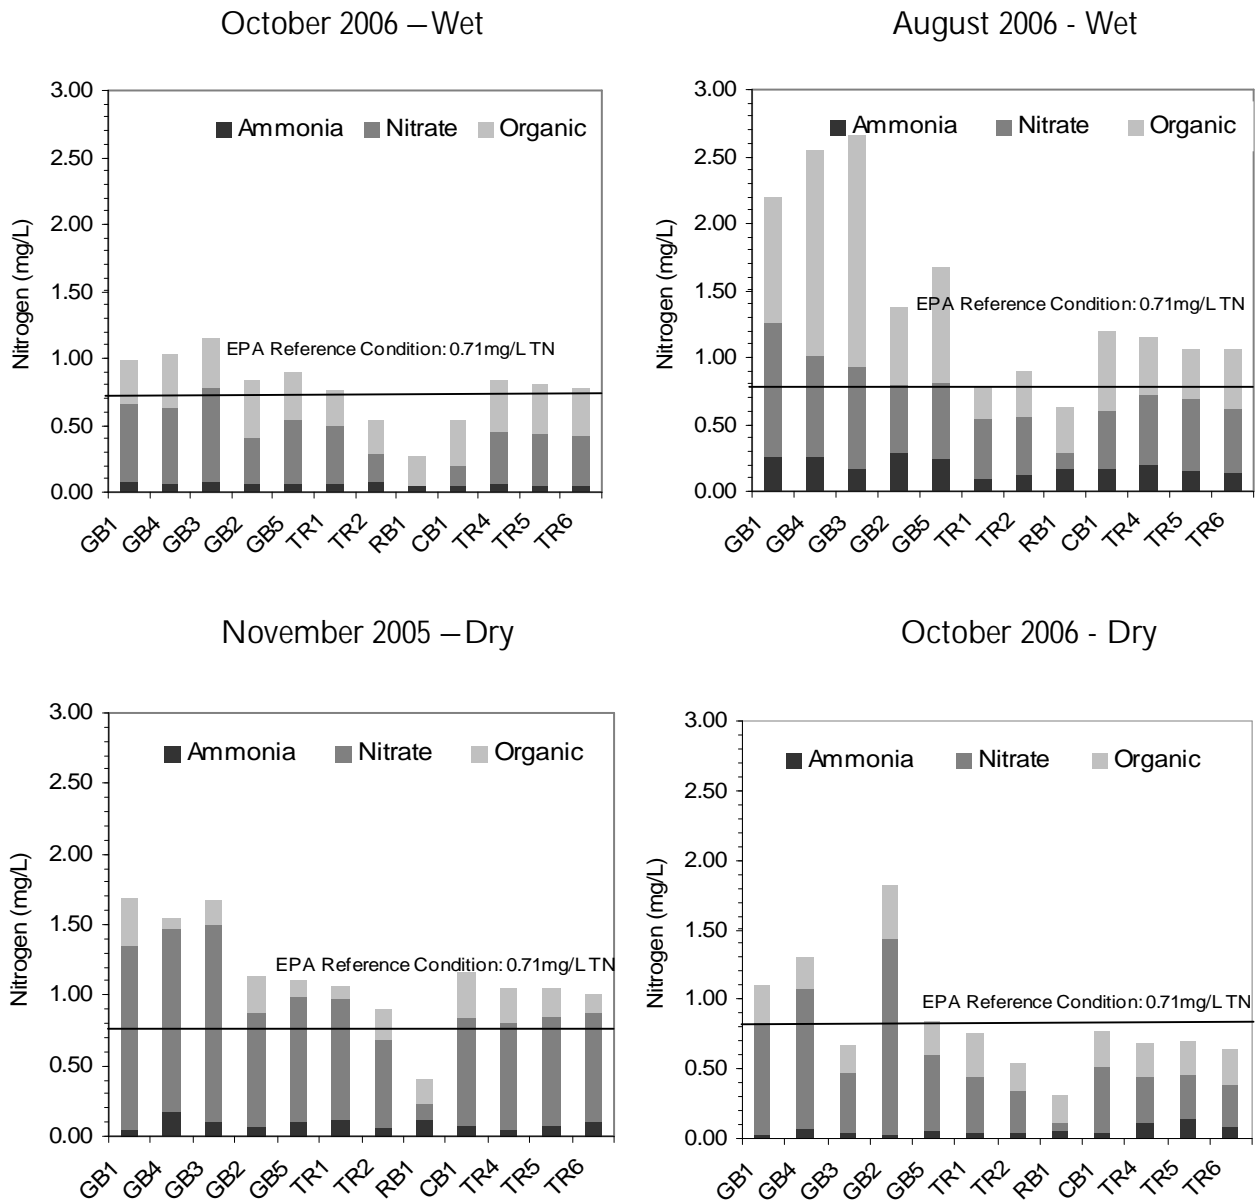 October 2006 – Wet
3.00
2.50
2.00
1.50
1.00
0.50
0.00
Nitrogen (mg/L)
Ammonia Nitrate Organic
EPA Reference Condition: 0.71mg/L TN
GB1 GB4 GB3 GB2 GB5 TR1 TR2 RB1 CB1 TR4 TR5 TR6
August 2006 - Wet
3.00
2.50
2.00
1.50
1.00
0.50
0.00
Nitrogen (mg/L)
Ammonia Nitrate Organic
EPA Reference Condition: 0.71mg/L TN
GB1 GB4 GB3 GB2 GB5 TR1 TR2 RB1 CB1 TR4 TR5 TR6
November 2005 – Dry
3.00
2.50
2.00
1.50
1.00
0.50
0.00
Nitrogen (mg/L)
Ammonia Nitrate Organic
EPA Reference Condition: 0.71mg/L TN
GB1 GB4 GB3 GB2 GB5 TR1 TR2 RB1 CB1 TR4 TR5 TR6
October 2006 - Dry
3.00
2.50
2.00
1.50
1.00
0.50
0.00
Nitrogen (mg/L)
Ammonia Nitrate Organic
EPA Reference Condition: 0.71mg/L TN
GB1 GB4 GB3 GB2 GB5 TR1 TR2 RB1 CB1 TR4 TR5 TR6